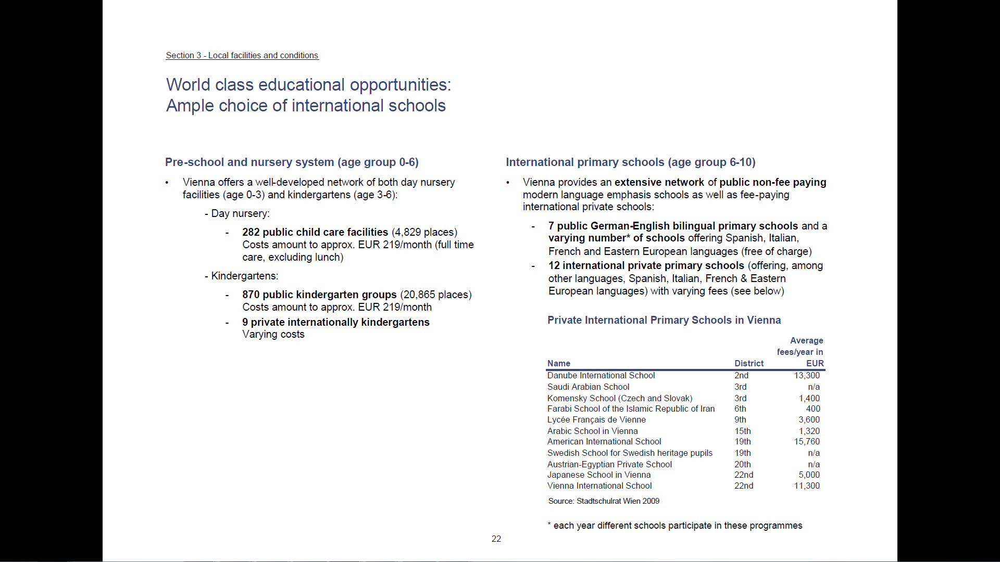 Section 3 - Local facilities and conditions
World class educational opportunities:
Ample choice of international schools
Pre-school and nursery system (age group 0-6)
• Vienna offers a well-developed network of both day nursery
facilities (age 0-3) and kindergartens (age 3-6):
- Day nursery:
- 282 public child care facilities (4,829 places)
Costs amount to approx. EUR 219/month (full time
care, excluding lunch)
- Kindergartens:
- 870 public kindergarten groups (20,865 places)
Costs amount to approx. EUR 219/month
- 9 private internationally kindergartens
Varying costs
International primary schools (age group 6-10)
• Vienna provides an extensive network of public non-fee paying
modern language emphasis schools as well as fee-paying
international private schools:
- 7 public German-English bilingual primary schools and a
varying number* of schools offering Spanish, Italian,
French and Eastern European languages (free of charge)
- 12 international private primary schools (offering, among
other languages, Spanish, Italian, French & Eastern
European languages) with varying fees (see below)
Private International Primary Schools in Vienna
Average
fees/year in
Name District EUR
Danube International School 2nd 13,300
Saudi Arabian School 3rd n/a
Komensky School (Czech and Slovak) 3rd 1,400
Farabi School of the Islamic Republic of Iran 6th 400
Lycée Français de Vienne 9th 3,600
Arabic School in Vienna 15th 1,320
American International School 19th 15,760
Swedish School for Swedish heritage pupils 19th n/a
Austrian-Egyptian Private School 20th n/a
Japanese School in Vienna 22nd 5,000
Vienna International School 22nd 11,300
Source: Stadtschulrat Wien 2009
* each year different schools participate in these programmes
22